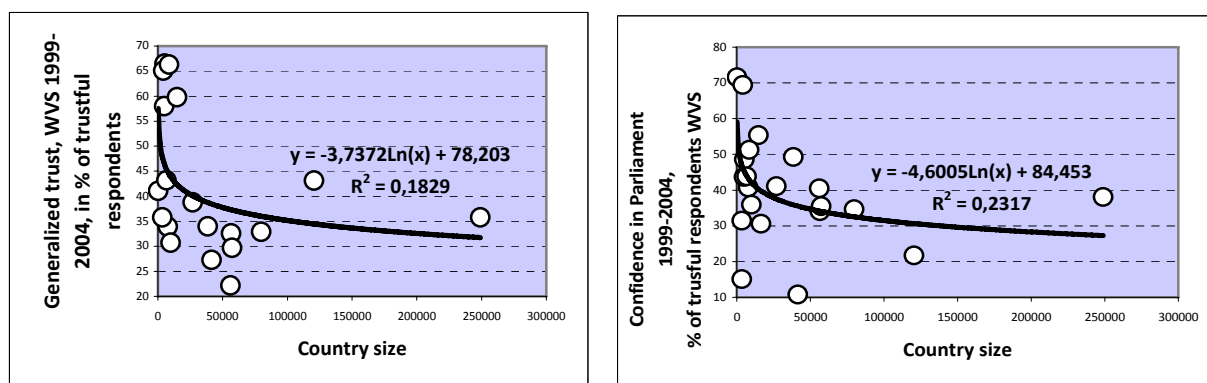 Generalized trust, WVS 1999-
2004, in % of trustful
respondents
70
65
60
55
50
45
40
35
30
25
20
y = -3,7372Ln(x) + 78,203
R² = 0,1829
0 50000 100000 150000 200000 250000 300000
Country size
Confidence in Parliament
1999-2004,
% of trusful respondents WVS
80
70
60
50
40
30
20
10
y = -4,6005Ln(x) + 84,453
R² = 0,2317
0 50000 100000 150000 200000 250000 300000
Country size